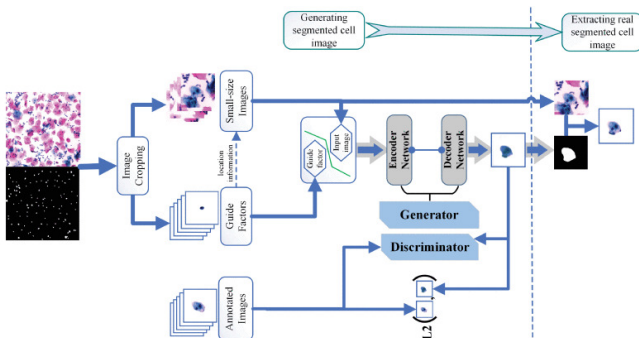 Generating
segmented cell
image
Extracting real
segmented cell
image
Image
Cropping
Small-size
Images
location
information
Guide
Factors
Guide
factor
Input
image
Encoder
Network
Decoder
Network
Generator
Discriminator
Annotated
Images
L2